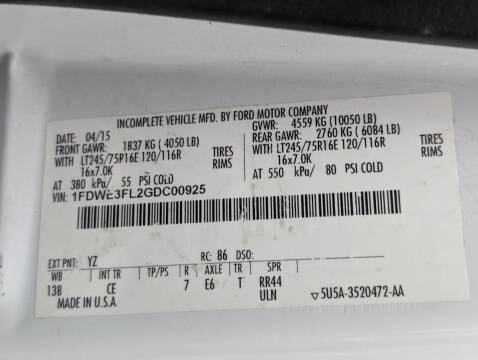 INCOMPLETE VEHICLE MFD. BY FORD MOTOR COMPANY
DATE: 04/15 GVWR: 4559 KG (10050 LB)
FRONT GAWR: 1837 KG ( 4050 LB) REAR GAWR: 2760 KG ( 6084 LB)
WITH LT245/75R16E 120/116R TIRES WITH LT245/75R16E 120/116R TIRES
16x7.0K RIMS 16x7.0K RIMS
AT 380 kPa/ 55 PSI COLD AT 550 kPa/ 80 PSI COLD
VIN: 1FDWE3FL2GDC00925
EXT PNT: YZ RC: 86 DSO:
WB INT TR TP/PS R AXLE TR SPR
138 CE 7 E6 T RR44
MADE IN U.S.A. ULN ▽5U5A-3520472-AA